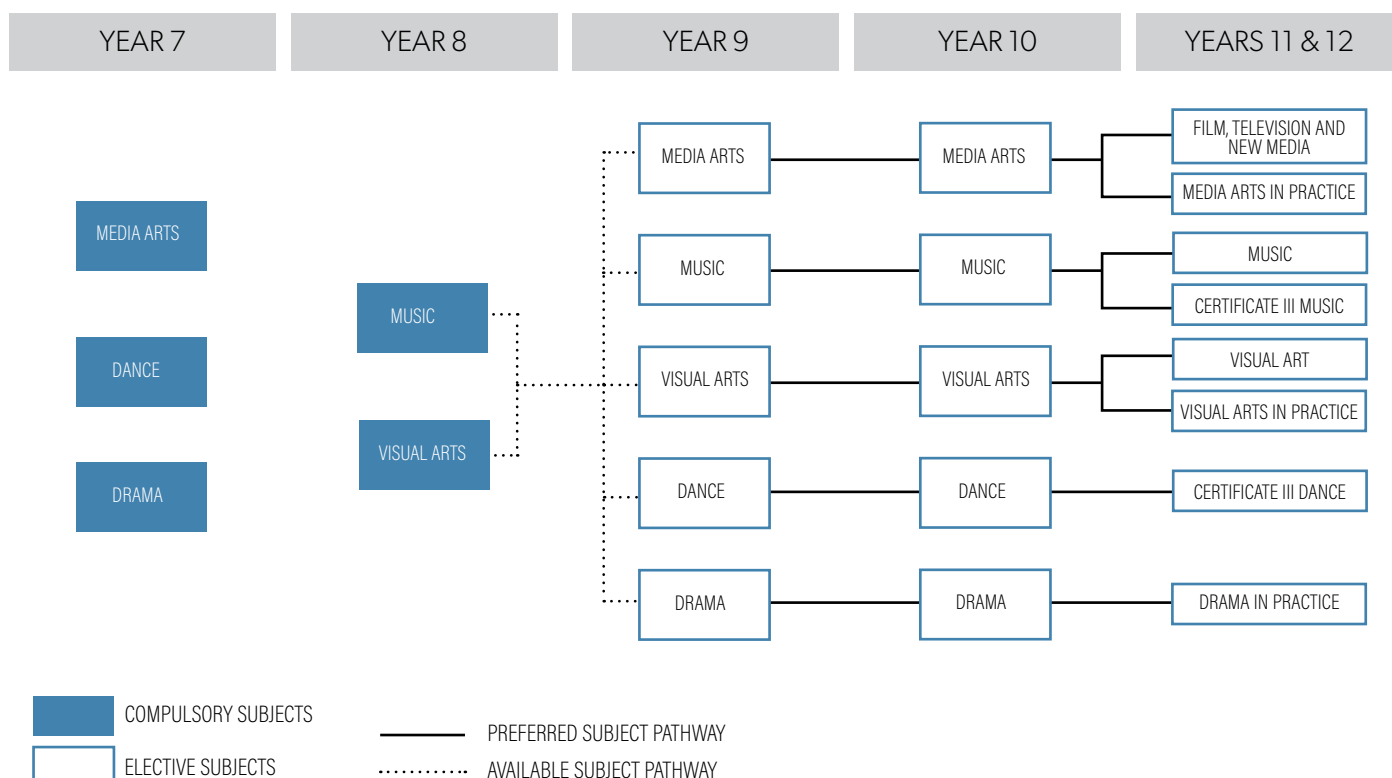 YEAR 7
YEAR 8
YEAR 9
YEAR 10
YEARS 11 & 12
MEDIA ARTS
DANCE
DRAMA
MUSIC
VISUAL ARTS
MEDIA ARTS
MUSIC
VISUAL ARTS
DANCE
DRAMA
MEDIA ARTS
MUSIC
VISUAL ARTS
DANCE
DRAMA
FILM, TELEVISION AND
NEW MEDIA
MEDIA ARTS IN PRACTICE
MUSIC
CERTIFICATE III MUSIC
VISUAL ART
VISUAL ARTS IN PRACTICE
CERTIFICATE III DANCE
DRAMA IN PRACTICE
COMPULSORY SUBJECTS
ELECTIVE SUBJECTS
PREFERRED SUBJECT PATHWAY
AVAILABLE SUBJECT PATHWAY